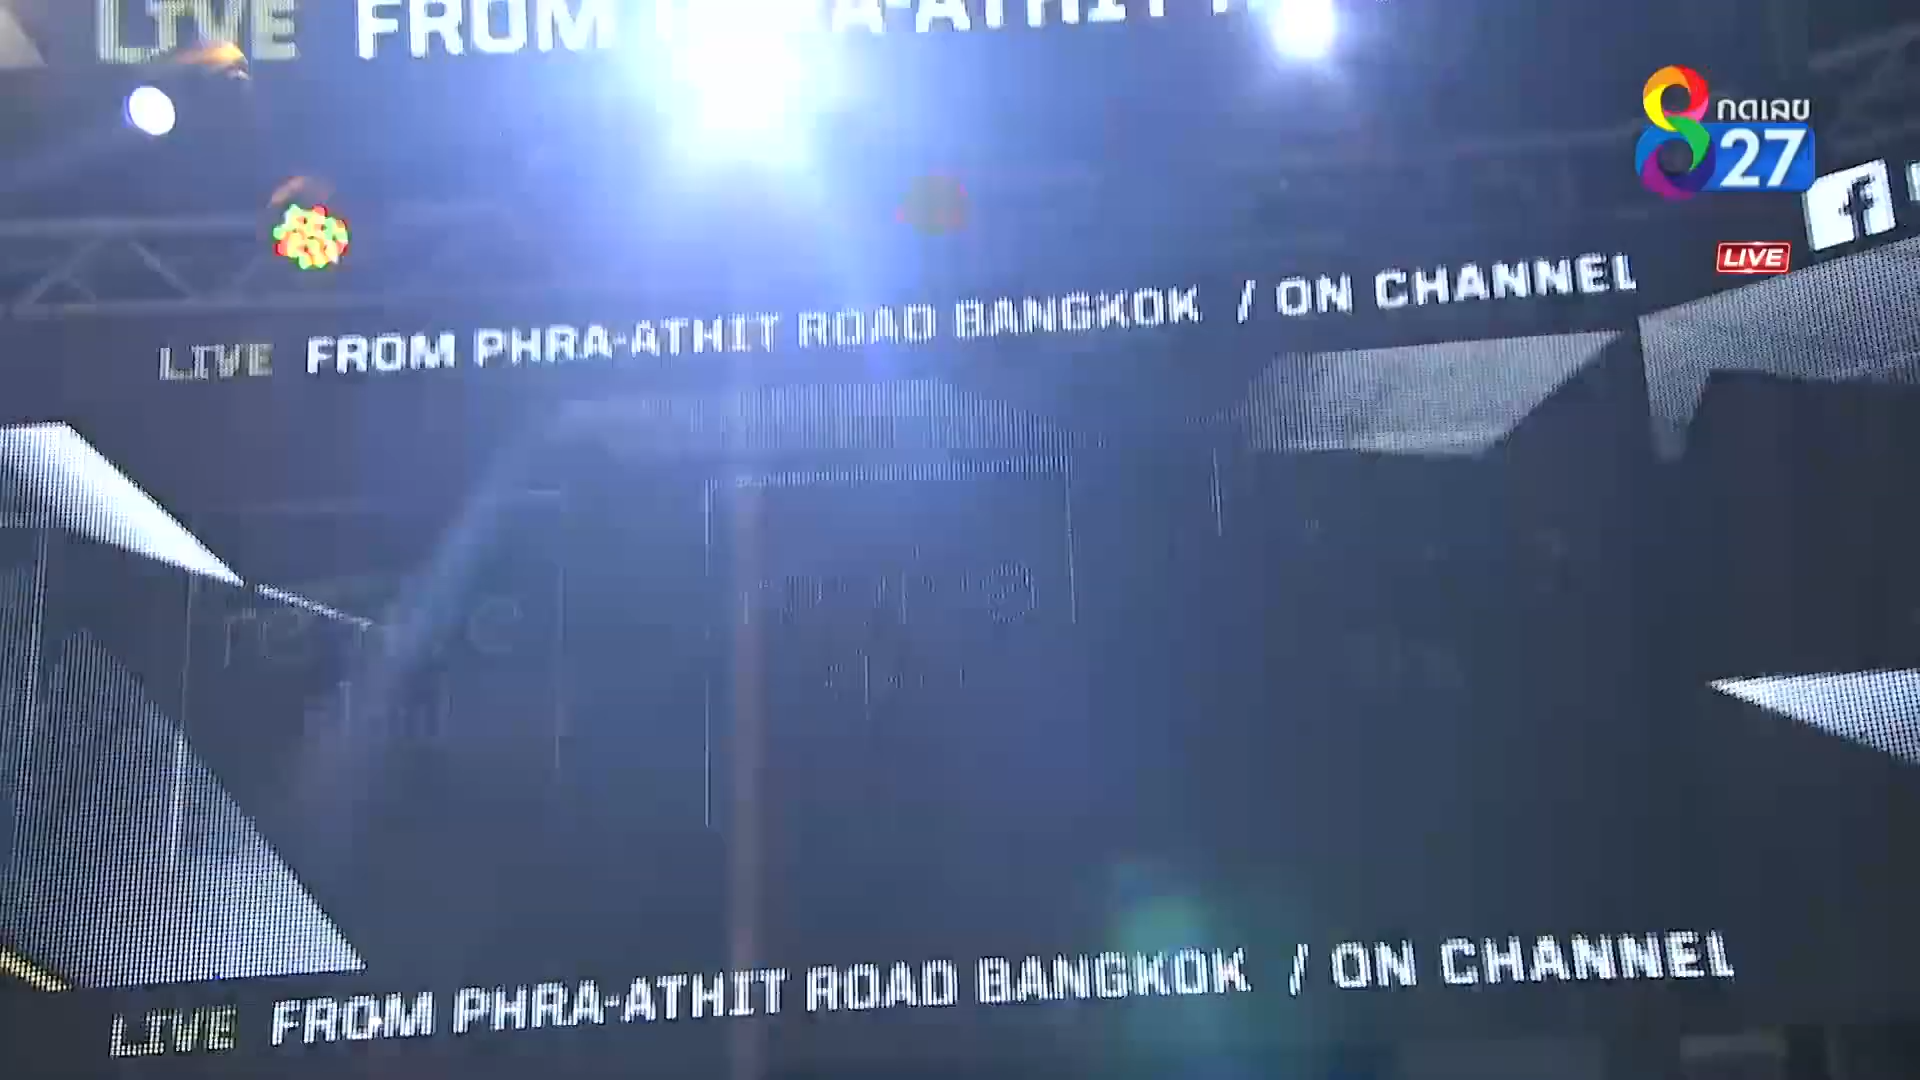 LIVE FROM
กดเลย
27
LIVE
LIVE FROM PHRA-ATHIT ROAD BANGKOK / ON CHANNEL
LIVE FROM PHRA-ATHIT ROAD BANGKOK / ON CHANNEL